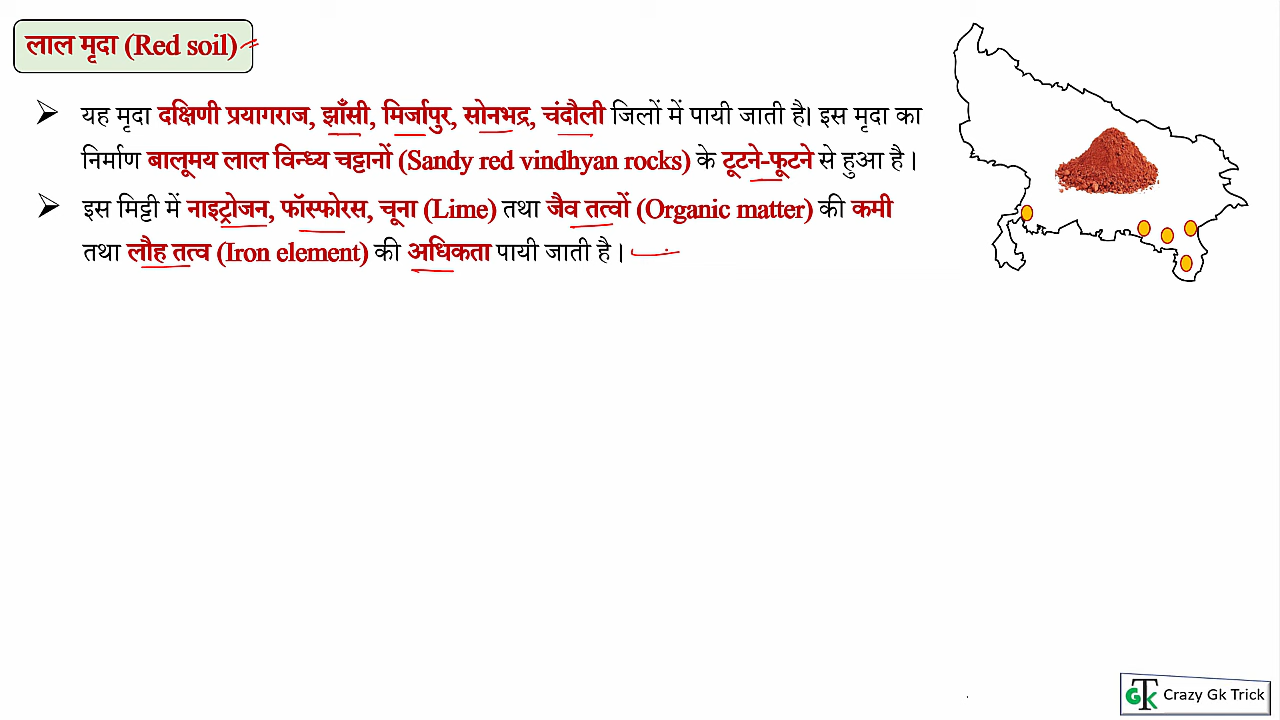 लाल मृदा (Red soil)
यह मृदा दक्षिणी प्रयागराज, झाँसी, मिर्जापुर, सोनभद्र, चंदौली जिलों में पायी जाती है। इस मृदा का
निर्माण बालूमय लाल विन्ध्य चट्टानों (Sandy red vindhyan rocks) के टूटने-फूटने से हुआ है ।
इस मिट्टी में नाइट्रोजन, फॉस्फोरस, चूना (Lime) तथा जैव तत्वों (Organic matter) की कमी
तथा लौह तत्व (Iron element) की अधिकता पायी जाती है ।
GTK Crazy Gk Trick